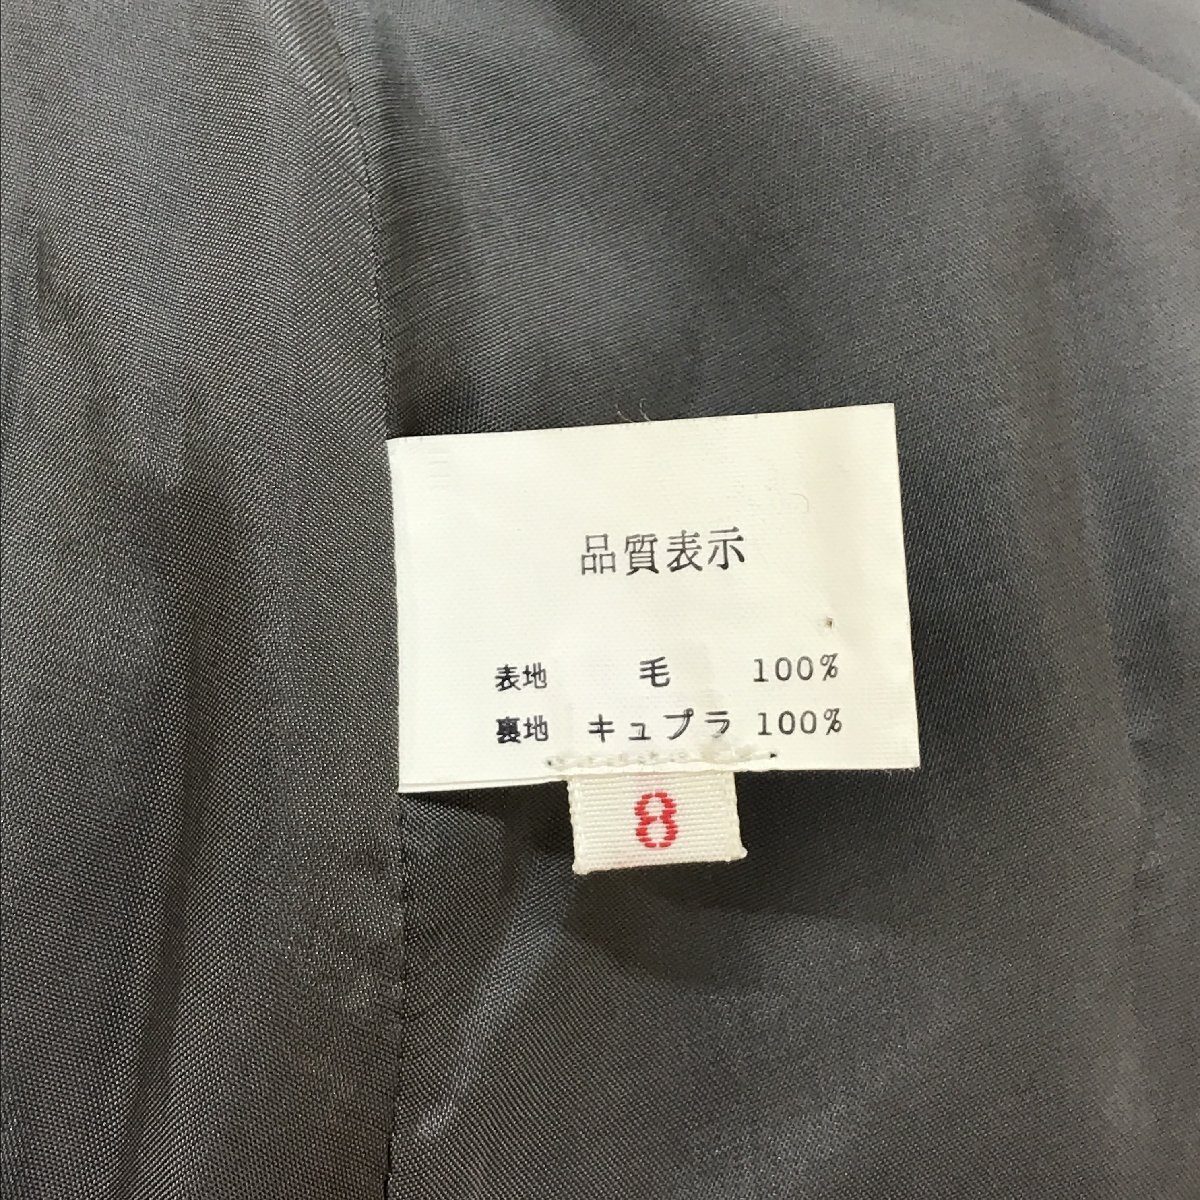 品質表示
表地 毛 100%
裏地 キュプラ 100%
8